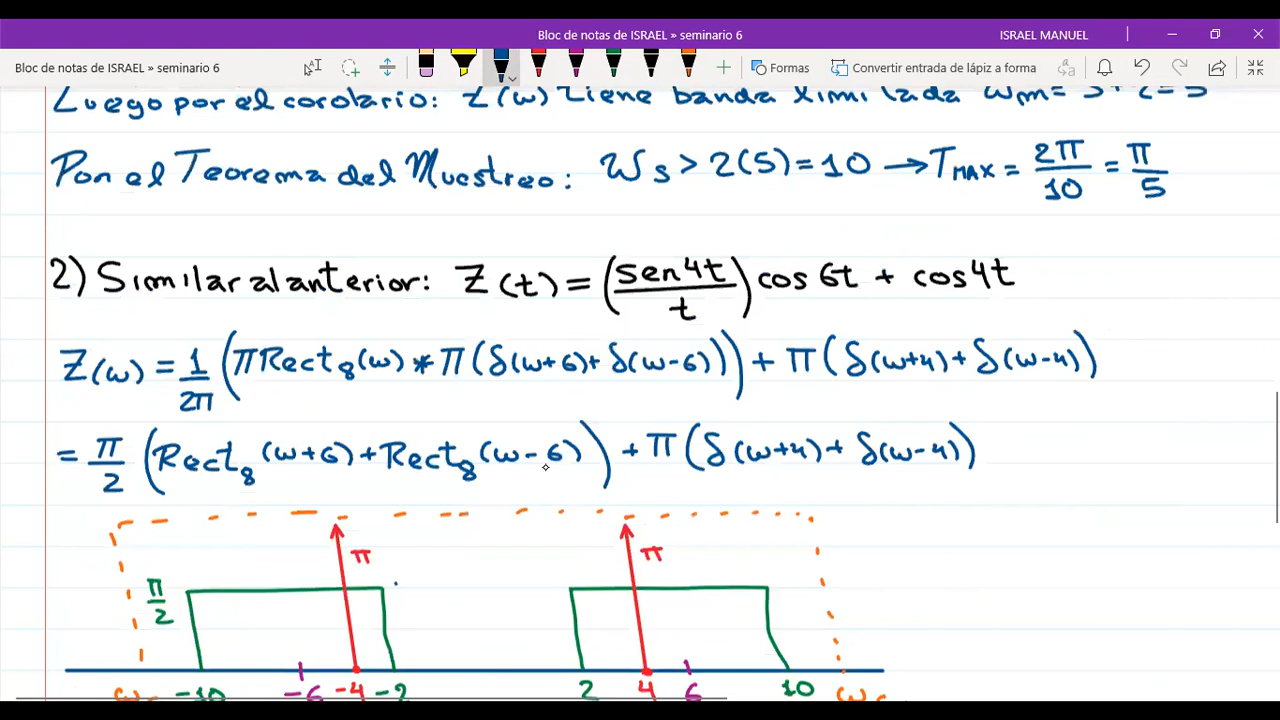 Bloc de notas de ISRAEL » seminario 6
ISRAEL MANUEL
Bloc de notas de ISRAEL » seminario 6
Formas
Convertir entrada de lápiz a forma
Luego por el corolario: Z(ω) tiene banda limitada ωm= 3+2=5
Por el Teorema del Muestreo: Ws > 2(5)=10 → TMAX = 2π/10 = π/5
2) Similar al anterior: Z(t) = (sen4t/t) cos 6t + cos4t
Z(ω) = 1/2π (πRect8(ω) * π(δ(ω+6)+δ(ω-6))) + π(δ(ω+4)+δ(ω-4))
= π/2 (Rect8(ω+6)+Rect8(ω-6)) + π(δ(ω+4)+δ(ω-4))
π π
π/2
-10 -6 -4 -2 2 4 6 10